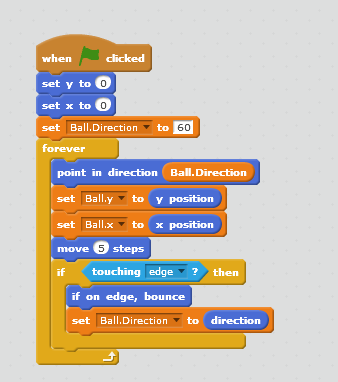 when clicked
set y to 0
set x to 0
set Ball.Direction to 60
forever
point in direction Ball.Direction
set Ball.y to y position
set Ball.x to x position
move 5 steps
if touching edge ? then
if on edge, bounce
set Ball.Direction to direction